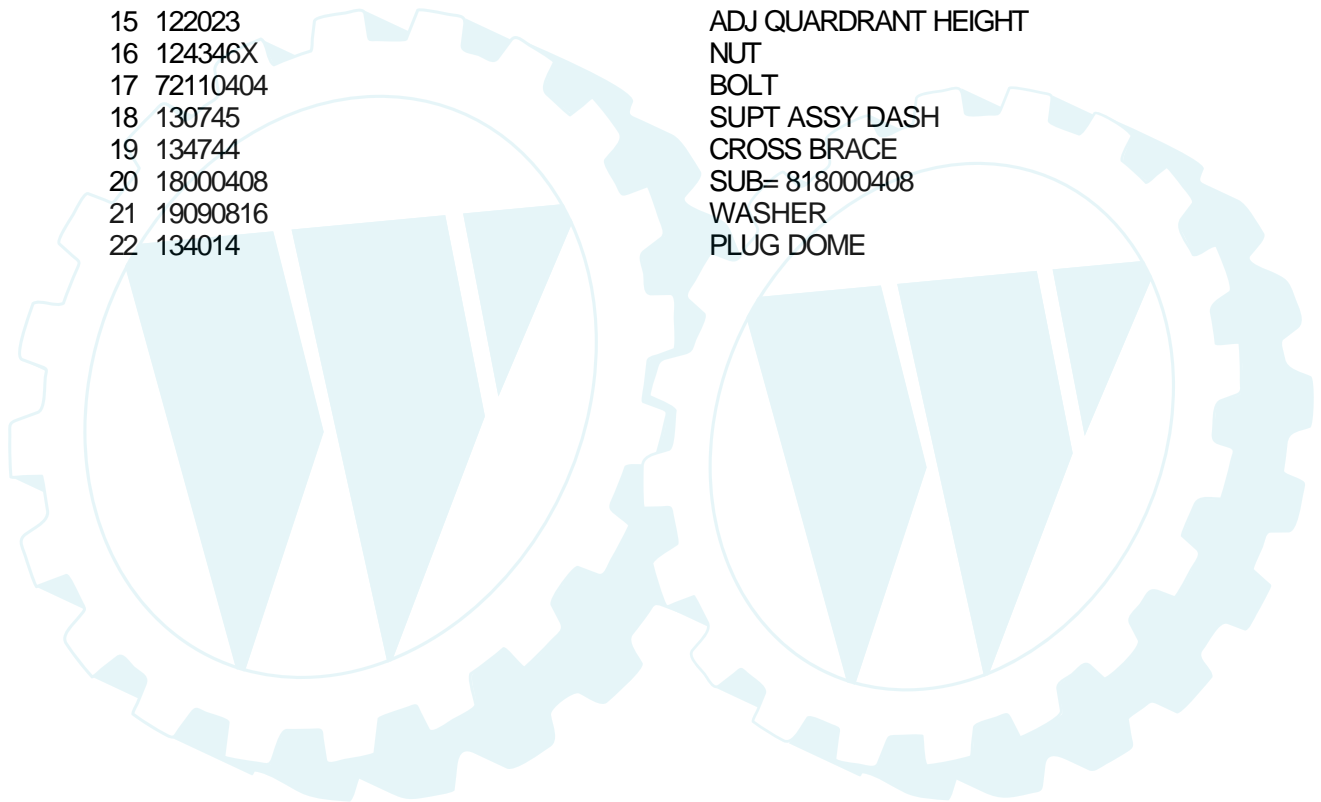 15 122023 ADJ QUARDRANT HEIGHT
16 124346X NUT
17 72110404 BOLT
18 130745 SUPT ASSY DASH
19 134744 CROSS BRACE
20 18000408 SUB= 818000408
21 19090816 WASHER
22 134014 PLUG DOME